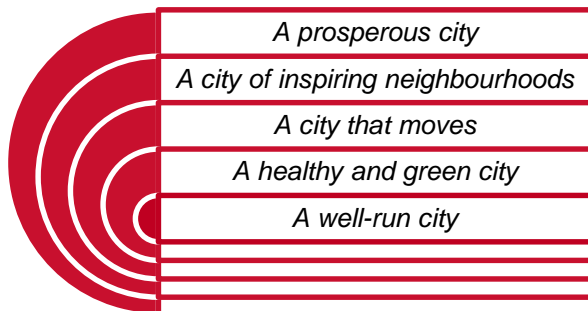 A prosperous city
A city of inspiring neighbourhoods
A city that moves
A healthy and green city
A well-run city